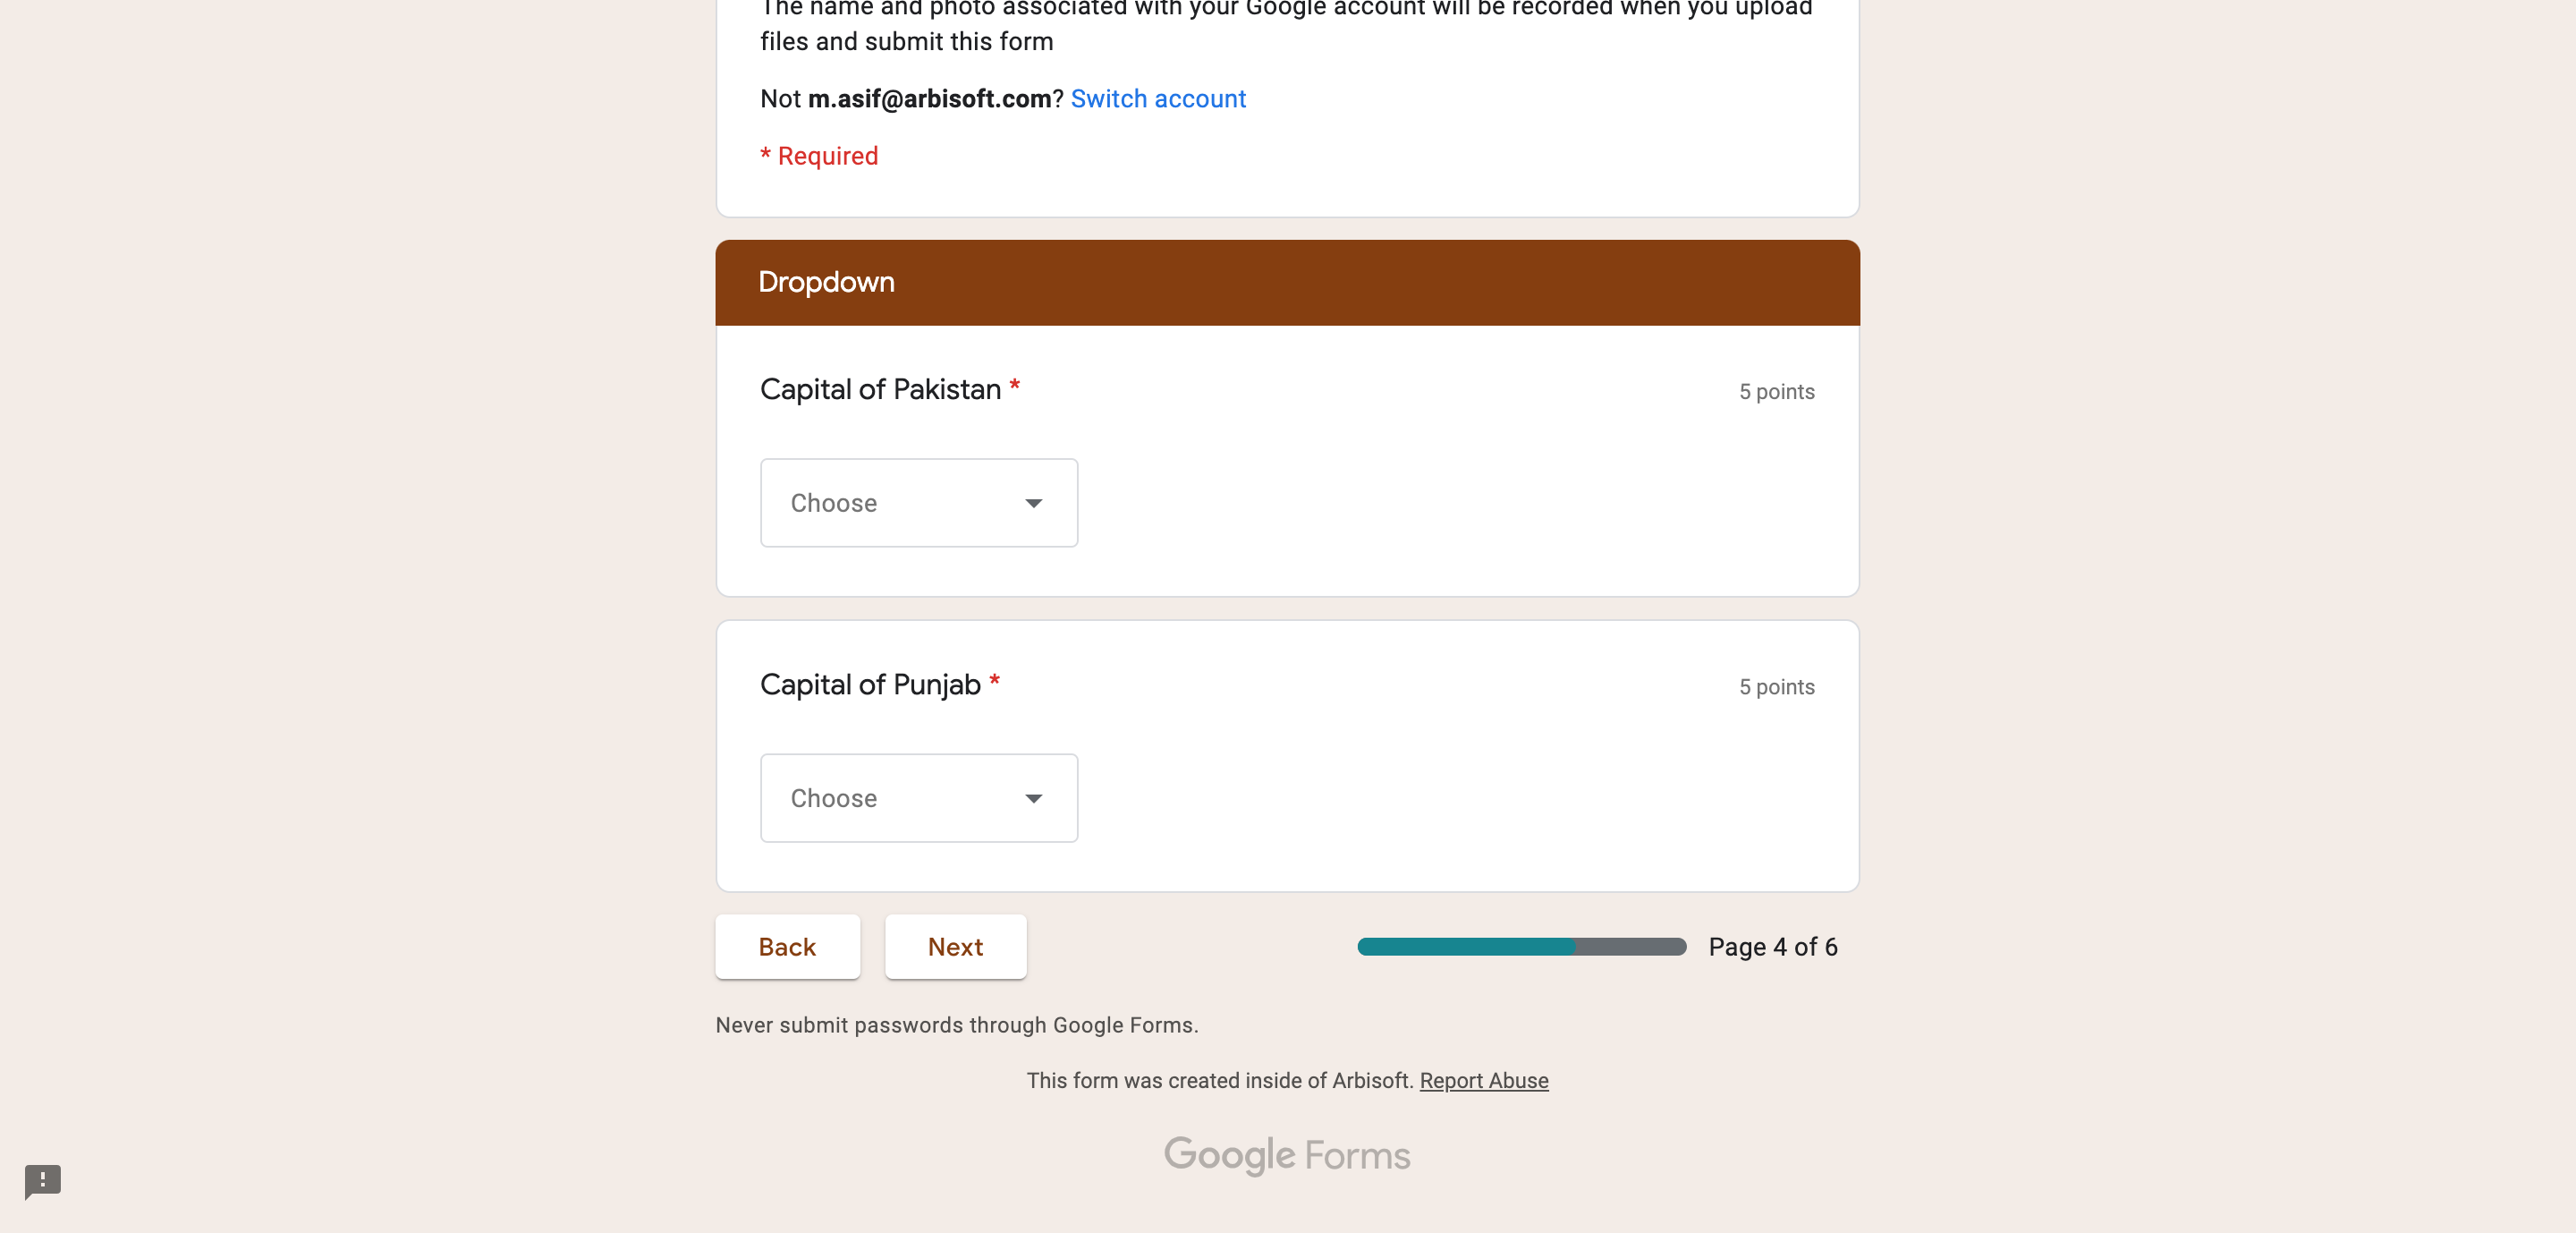 The name and photo associated with your Google account will be recorded when you upload
files and submit this form
Not m.asif@arbisoft.com? Switch account
* Required
Dropdown
Capital of Pakistan *
5 points
Choose
Capital of Punjab *
5 points
Choose
Back
Next
Page 4 of 6
Never submit passwords through Google Forms.
This form was created inside of Arbisoft. Report Abuse
Google Forms